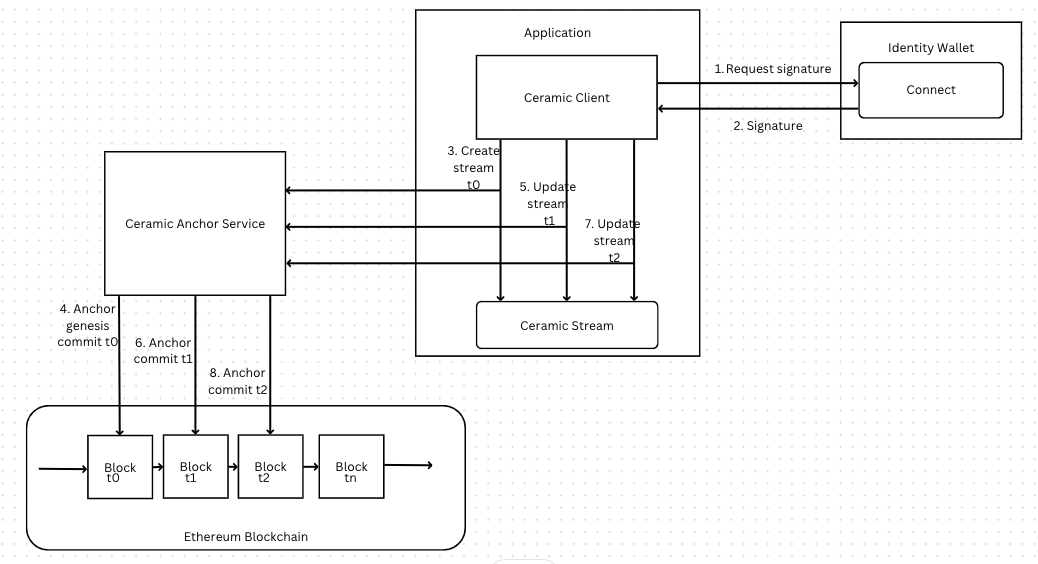 Application
Identity Wallet
1. Request signature
Connect
Ceramic Client
2. Signature
3. Create
stream
t0
5. Update
stream
t1
7. Update
stream
t2
Ceramic Anchor Service
Ceramic Stream
4. Anchor
genesis
commit t0
6. Anchor
commit t1
8. Anchor
commit t2
Block
t0
Block
t1
Block
t2
Block
tn
Ethereum Blockchain